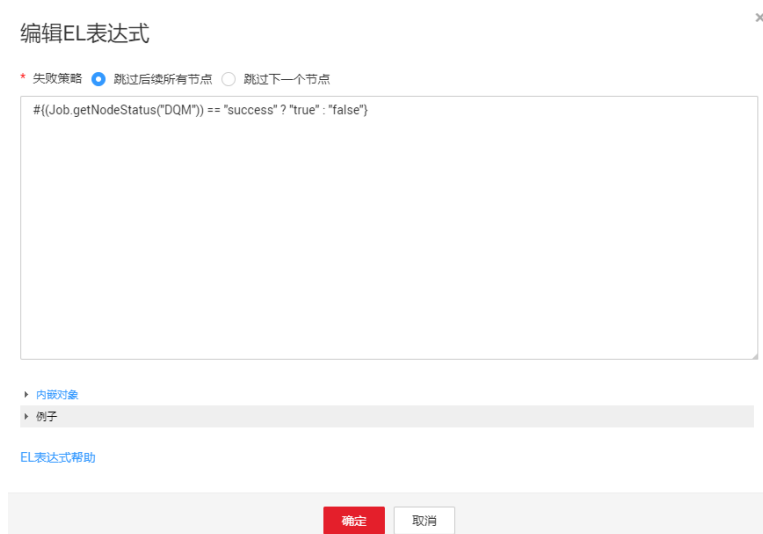 编辑EL表达式
* 失败策略 跳过后续所有节点 跳过下一个节点
#{(Job.getNodeStatus("DQM")) == "success" ? "true" : "false"}
内嵌对象
例子
EL表达式帮助
确定 取消